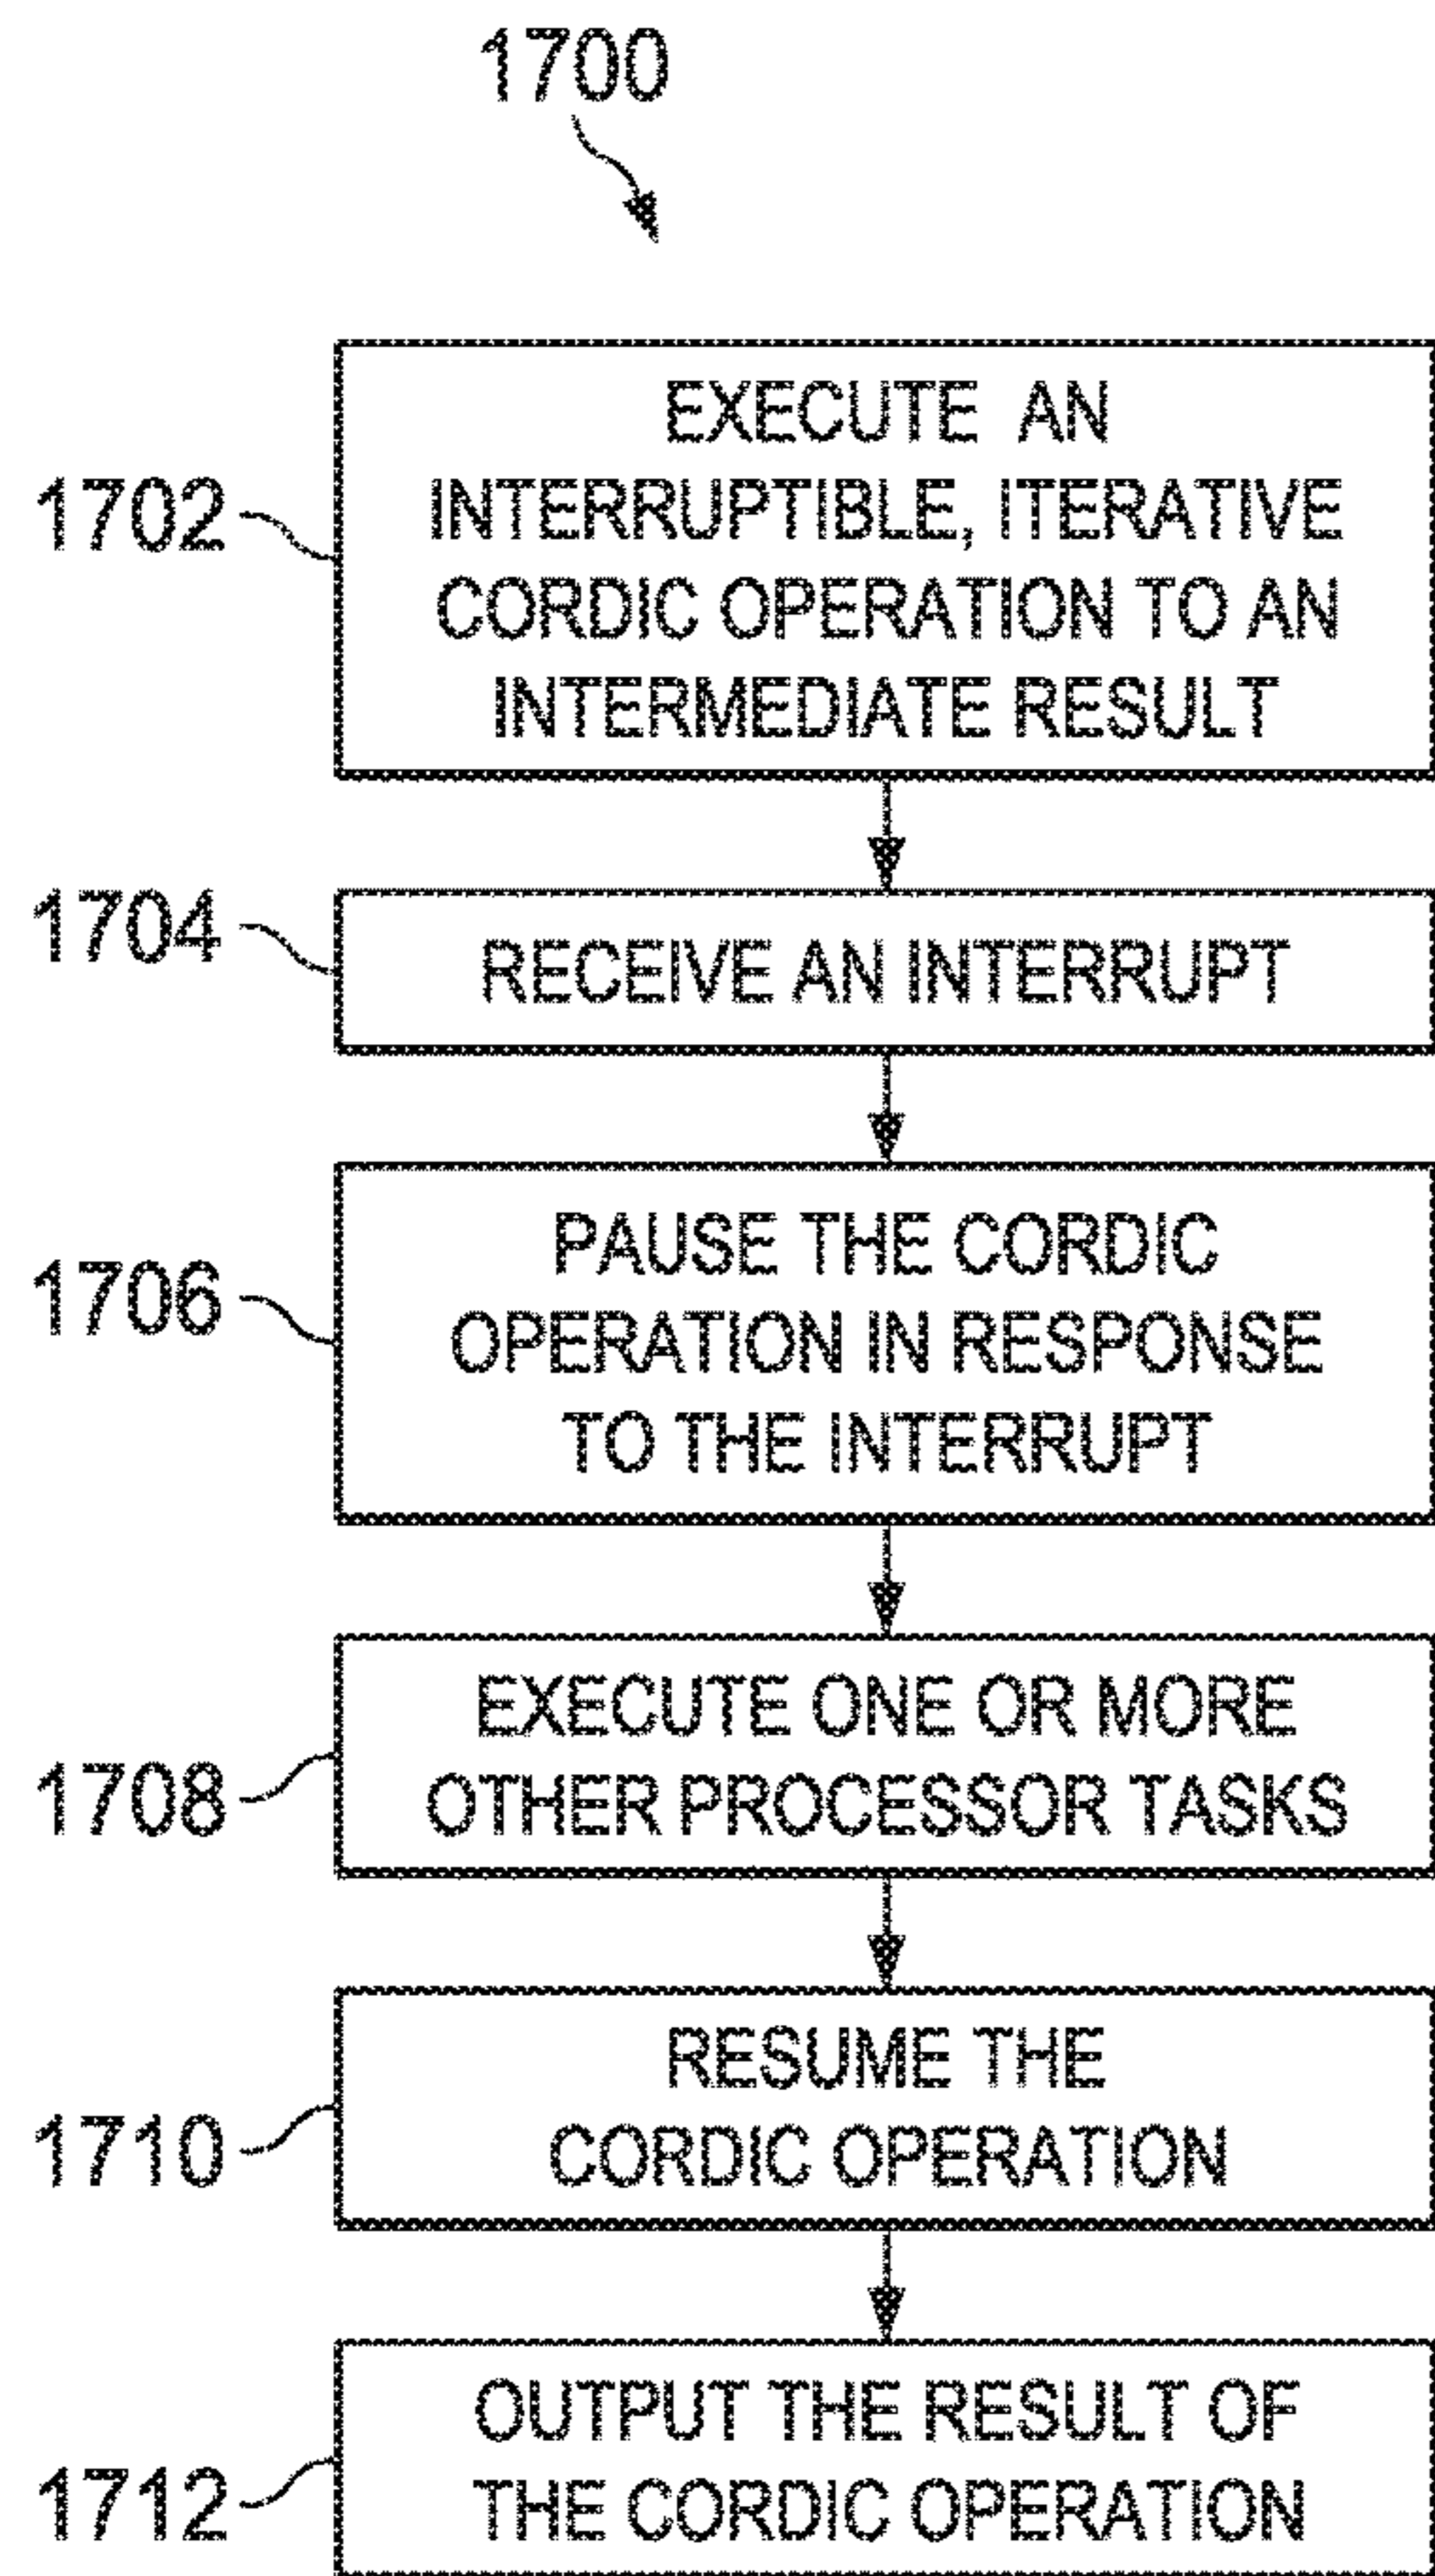 1700
1702
EXECUTE AN
INTERRUPTIBLE, ITERATIVE
CORDIC OPERATION TO AN
INTERMEDIATE RESULT
1704
RECEIVE AN INTERRUPT
1706
PAUSE THE CORDIC
OPERATION IN RESPONSE
TO THE INTERRUPT
1708
EXECUTE ONE OR MORE
OTHER PROCESSOR TASKS
1710
RESUME THE
CORDIC OPERATION
1712
OUTPUT THE RESULT OF
THE CORDIC OPERATION